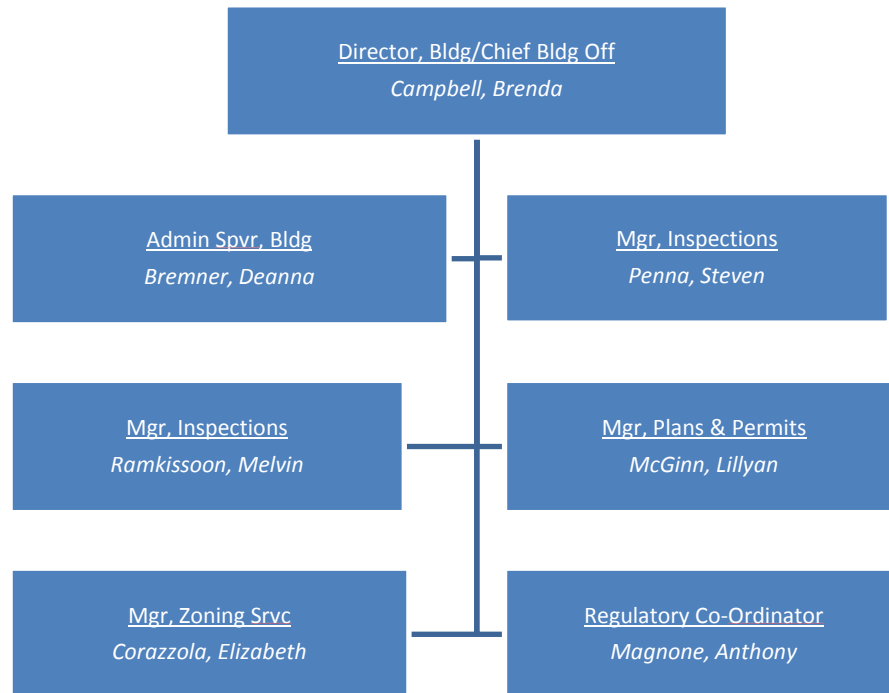 Director, Bldg/Chief Bldg Off
Campbell, Brenda
Admin Spvr, Bldg
Bremner, Deanna
Mgr, Inspections
Penna, Steven
Mgr, Inspections
Ramkissoon, Melvin
Mgr, Plans & Permits
McGinn, Lillyan
Mgr, Zoning Srvc
Corazzola, Elizabeth
Regulatory Co-Ordinator
Magnone, Anthony